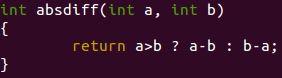 int absdiff(int a, int b)
{
        return a>b ? a-b : b-a;
}